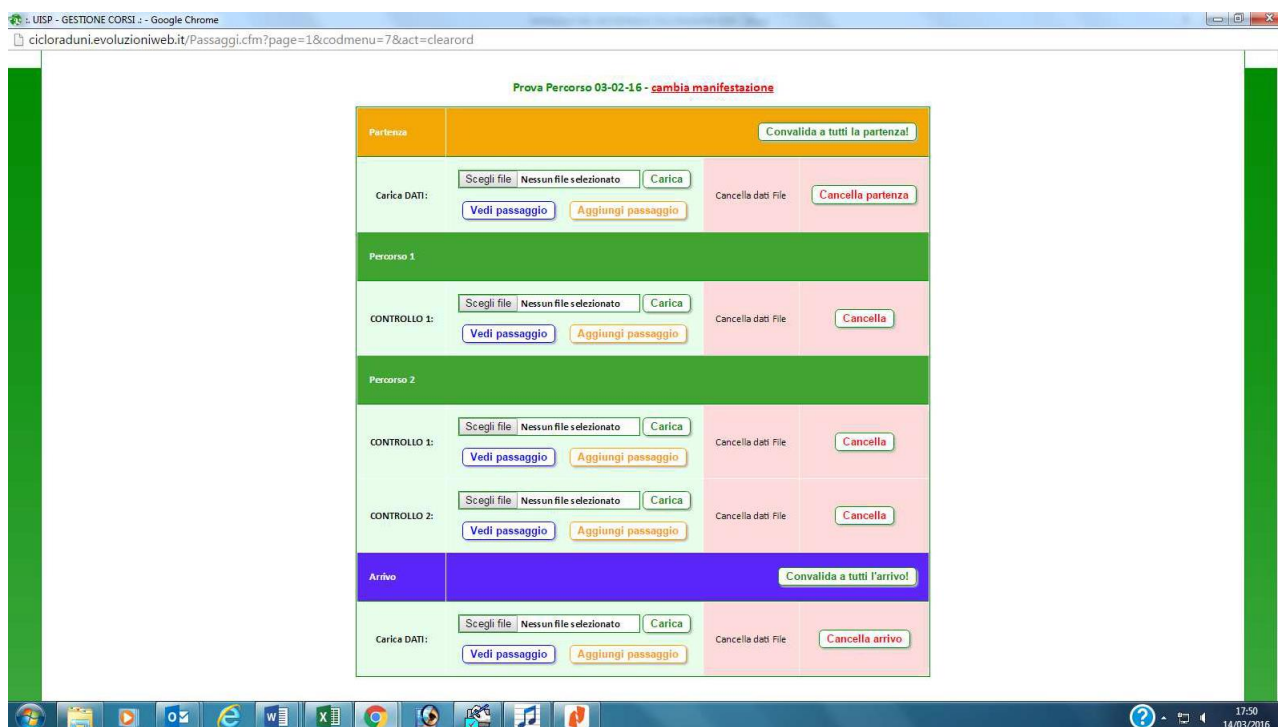 :. UISP - GESTIONE CORSI .: - Google Chrome
cicloraduni.evoluzioniweb.it/Passaggi.cfm?page=1&codmenu=7&act=clearord
Prova Percorso 03-02-16 - cambia manifestazione
Partenza Convalida a tutti la partenza!
Scegli file Nessun file selezionato Carica
Carica DATI: Cancella dati File Cancella partenza
Vedi passaggio Aggiungi passaggio
Percorso 1
Scegli file Nessun file selezionato Carica
CONTROLLO 1: Cancella dati File Cancella
Vedi passaggio Aggiungi passaggio
Percorso 2
Scegli file Nessun file selezionato Carica
CONTROLLO 1: Cancella dati File Cancella
Vedi passaggio Aggiungi passaggio
Scegli file Nessun file selezionato Carica
CONTROLLO 2: Cancella dati File Cancella
Vedi passaggio Aggiungi passaggio
Arrivo Convalida a tutti l'arrivo!
Scegli file Nessun file selezionato Carica
Carica DATI: Cancella dati File Cancella arrivo
Vedi passaggio Aggiungi passaggio
17:50